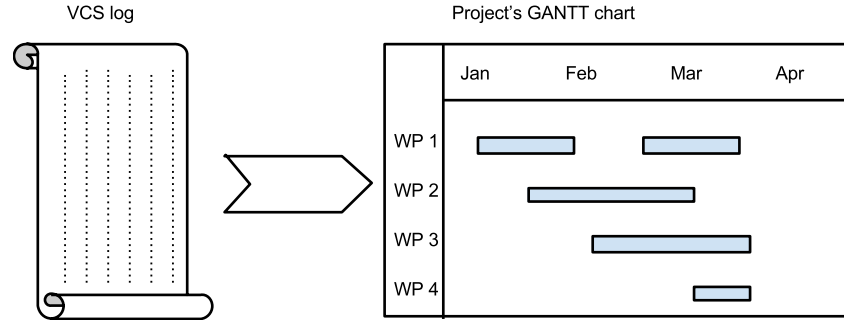 VCS log
Project's GANTT chart
Jan Feb Mar Apr
WP 1
WP 2
WP 3
WP 4